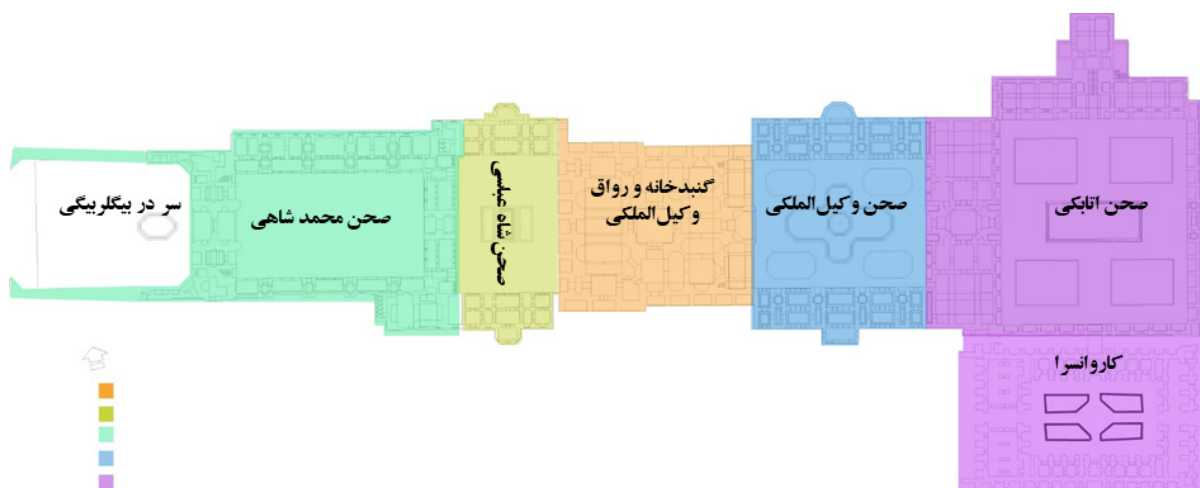 صحن اتابکی
صحن وکیل‌الملکی
گنبدخانه و رواق
وکیل‌الملکی
صحن شاه عباسی
صحن محمد شاهی
سر در بیگلربیگی
کاروانسرا